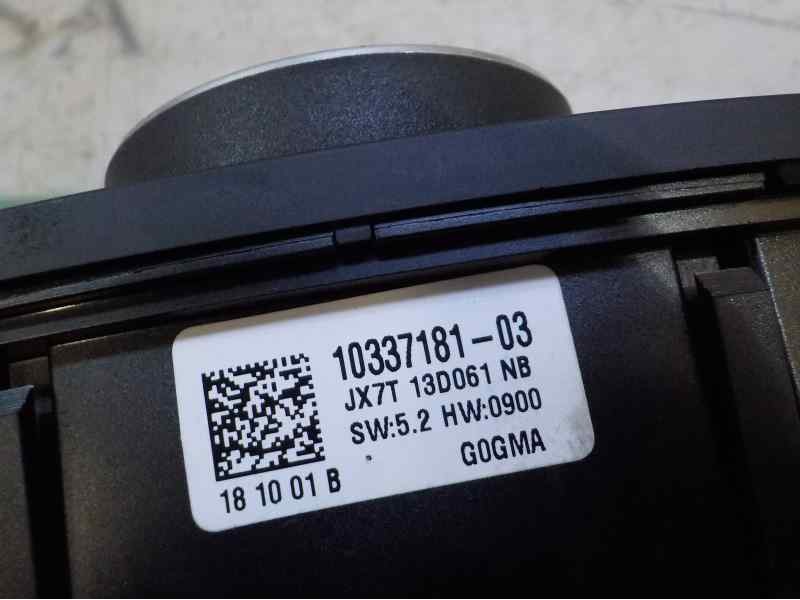 10337181-03
JX7T 13D061 NB
SW:5.2 HW:0900
G0GMA
18 10 01 B